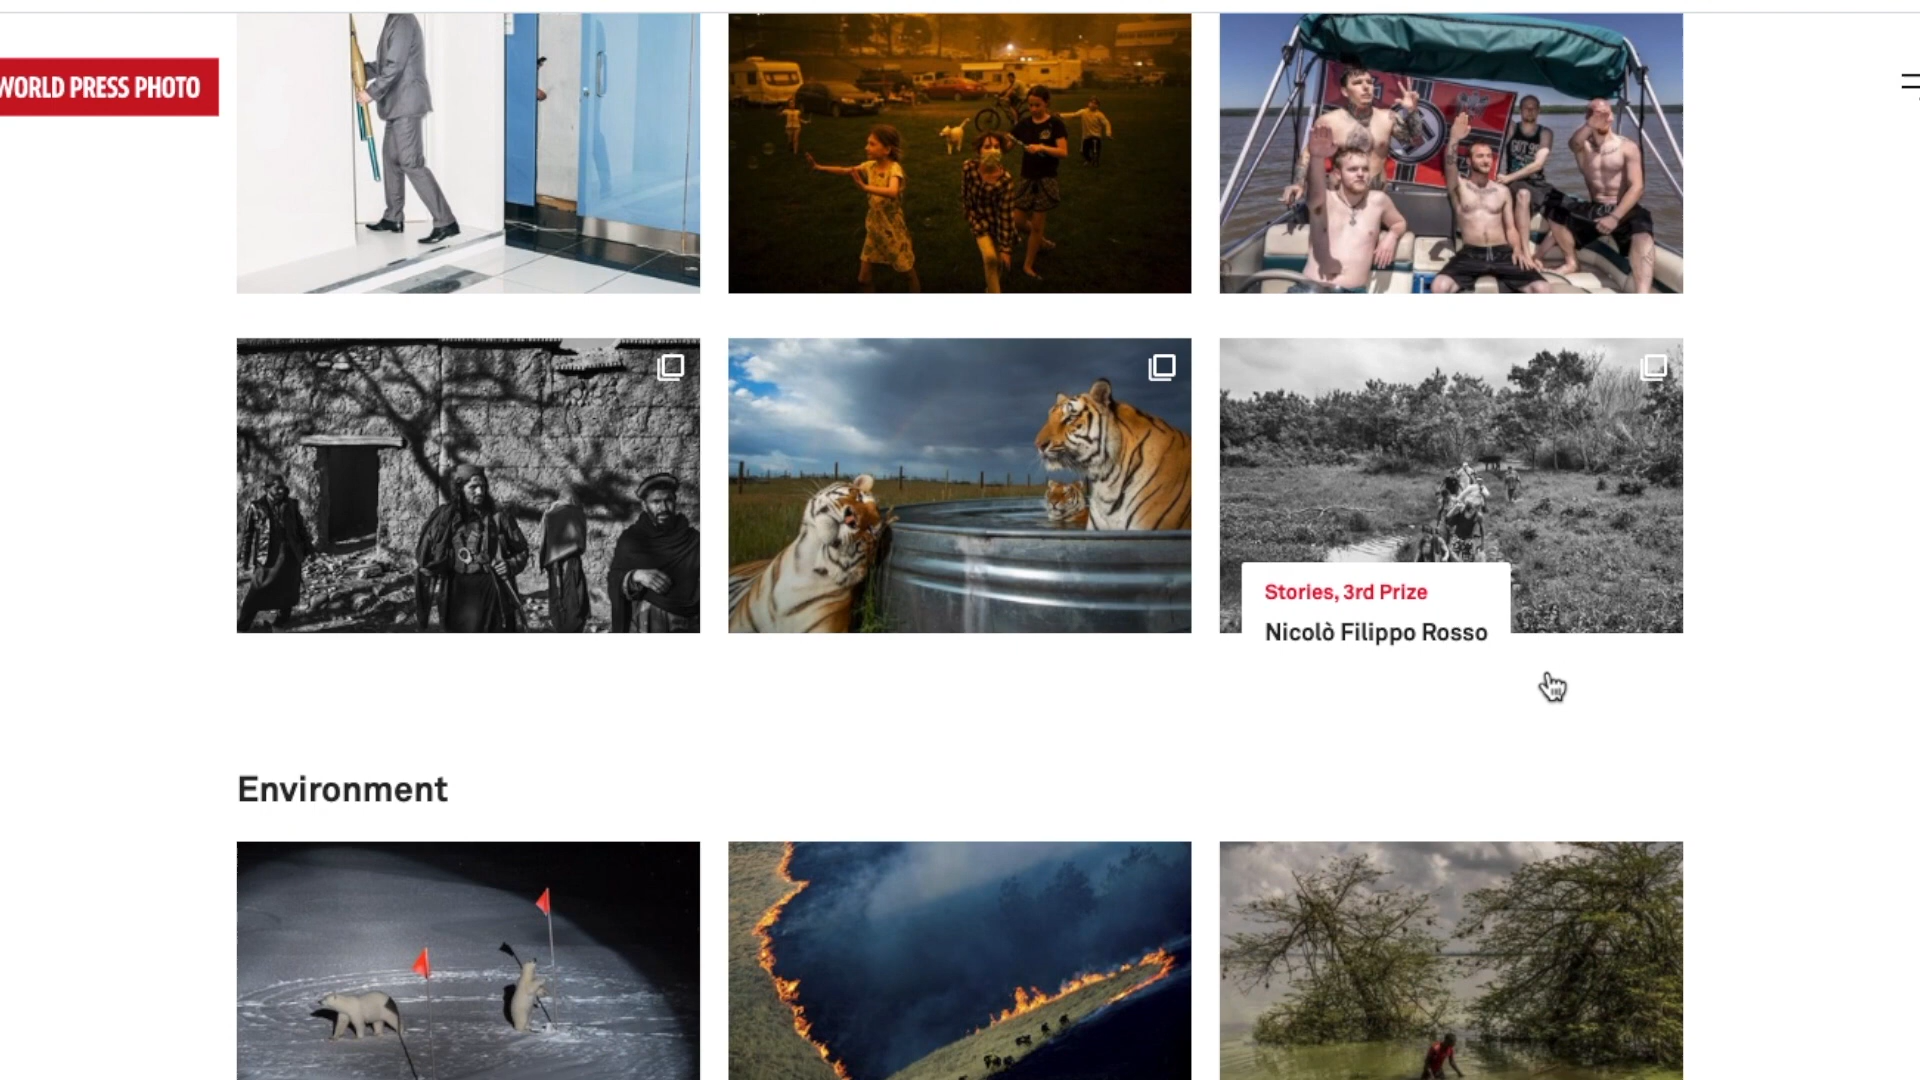 WORLD PRESS PHOTO
Stories, 3rd Prize
Nicolò Filippo Rosso
Environment